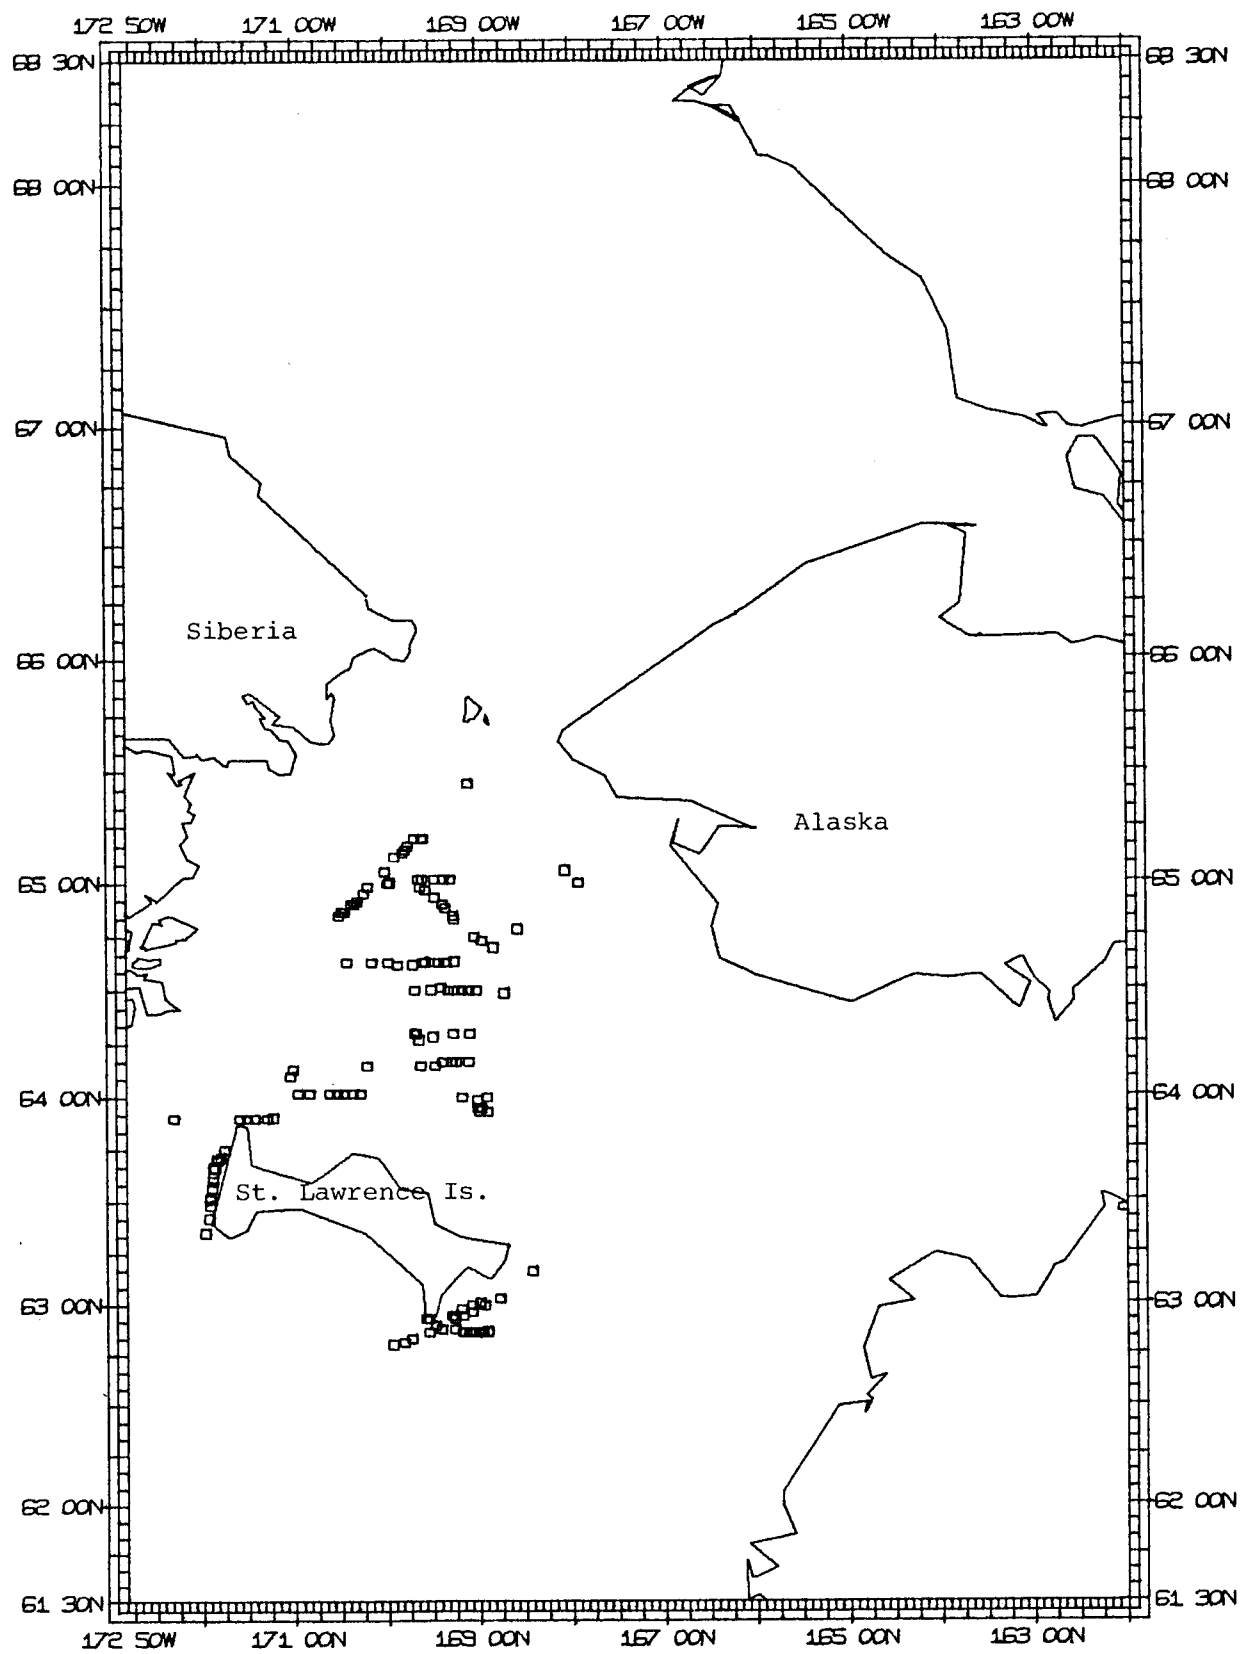 172 50W 171 00W 169 00W 167 00W 165 00W 163 00W
68 30N 68 30N
68 00N 68 00N
67 00N 67 00N
Siberia
66 00N 66 00N
Alaska
65 00N 65 00N
64 00N 64 00N
St. Lawrence Is.
63 00N 63 00N
62 00N 62 00N
61 30N 61 30N
172 50W 171 00N 169 00N 167 00N 165 00N 163 00N